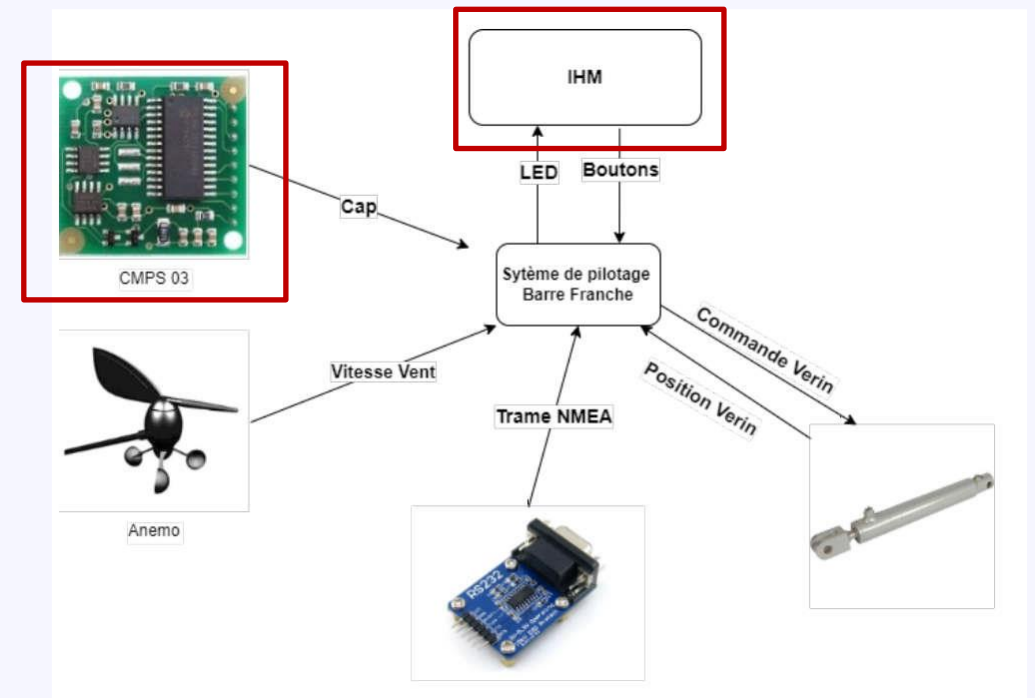 IHM
LED
Boutons
Cap
CMPS 03
Sytème de pilotage
Barre Franche
Commande Verin
Vitesse Vent
Position Verin
Trame NMEA
Anemo
RS232